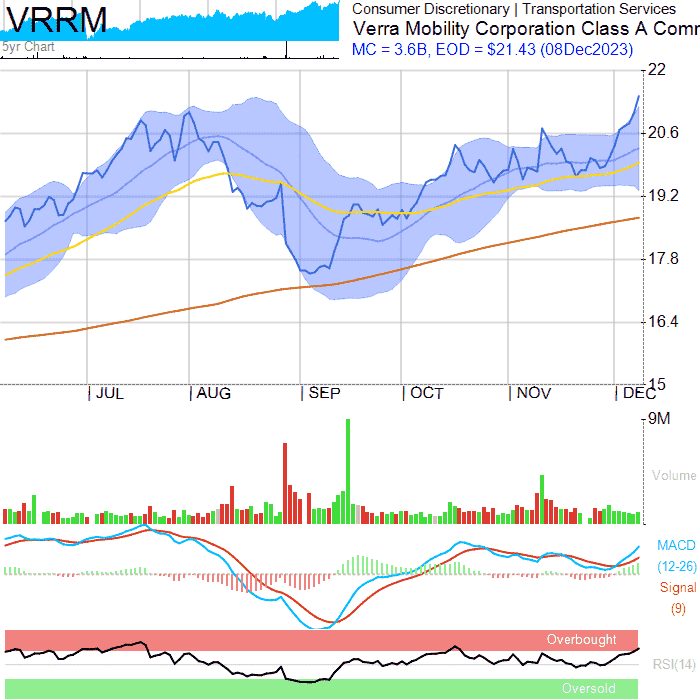 VRRM
5yr Chart
Consumer Discretionary | Transportation Services
Verra Mobility Corporation Class A Comm
MC = 3.6B, EOD = $21.43 (08Dec2023)
22
20.6
19.2
17.8
16.4
15
JUL AUG SEP OCT NOV DEC
9M
Volume
MACD
(12-26)
Signal
(9)
Overbought
RSI(14)
Oversold